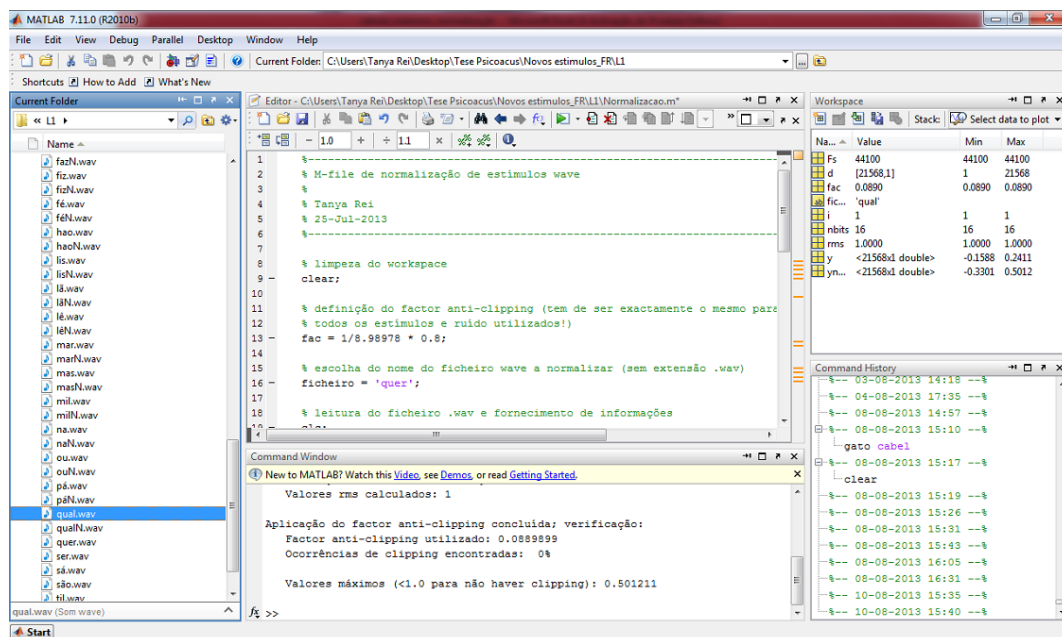 MATLAB 7.11.0 (R2010b)
File Edit View Debug Parallel Desktop Window Help
Current Folder: C:\Users\Tanya Rei\Desktop\Tese Psicoacus\Novos estimulos_FR\L1
Shortcuts How to Add What's New
Current Folder
« L1
Name
fazN.wav
fiz.wav
fizN.wav
fé.wav
féN.wav
hao.wav
haoN.wav
lis.wav
lisN.wav
lã.wav
lãN.wav
lê.wav
lêN.wav
mar.wav
marN.wav
mas.wav
masN.wav
mil.wav
milN.wav
na.wav
naN.wav
ou.wav
ouN.wav
pá.wav
páN.wav
qual.wav
qualN.wav
quer.wav
ser.wav
sá.wav
são.wav
til.wav
qual.wav (Som wave)
Start
Editor - C:\Users\Tanya Rei\Desktop\Tese Psicoacus\Novos estimulos_FR\L1\Normalizacao.m*
- 1.0 + ÷ 1.1 ×
1 %----------------------------------------------------------------
2 % M-file de normalização de estímulos wave
3 %
4 % Tanya Rei
5 % 25-Jul-2013
6 %----------------------------------------------------------------
7
8 % limpeza do workspace
9 - clear;
10
11 % definição do factor anti-clipping (tem de ser exactamente o mesmo para
12 % todos os estímulos e ruído utilizados!)
13 - fac = 1/8.98978 * 0.8;
14
15 % escolha do nome do ficheiro wave a normalizar (sem extensão .wav)
16 - ficheiro = 'quer';
17
18 % leitura do ficheiro .wav e fornecimento de informações
19 - clc;
Command Window
New to MATLAB? Watch this Video, see Demos, or read Getting Started.
Valores rms calculados: 1
Aplicação do factor anti-clipping concluída; verificação:
Factor anti-clipping utilizado: 0.0889899
Ocorrências de clipping encontradas: 0%
Valores máximos (<1.0 para não haver clipping): 0.501211
fx >>
Workspace
Stack: Select data to plot
Na... Value Min Max
Fs 44100 44100 44100
d [21568,1] 1 21568
fac 0.0890 0.0890 0.0890
fic... 'qual'
i 1 1 1
nbits 16 16 16
rms 1.0000 1.0000 1.0000
y <21568x1 double> -0.1588 0.2411
yn... <21568x1 double> -0.3301 0.5012
Command History
%-- 03-08-2013 14:18 --%
%-- 04-08-2013 17:35 --%
%-- 08-08-2013 14:57 --%
%-- 08-08-2013 15:10 --%
gato cabel
%-- 08-08-2013 15:17 --%
clear
%-- 08-08-2013 15:19 --%
%-- 08-08-2013 15:26 --%
%-- 08-08-2013 15:31 --%
%-- 08-08-2013 15:43 --%
%-- 08-08-2013 16:05 --%
%-- 08-08-2013 16:31 --%
%-- 10-08-2013 15:35 --%
%-- 10-08-2013 15:40 --%